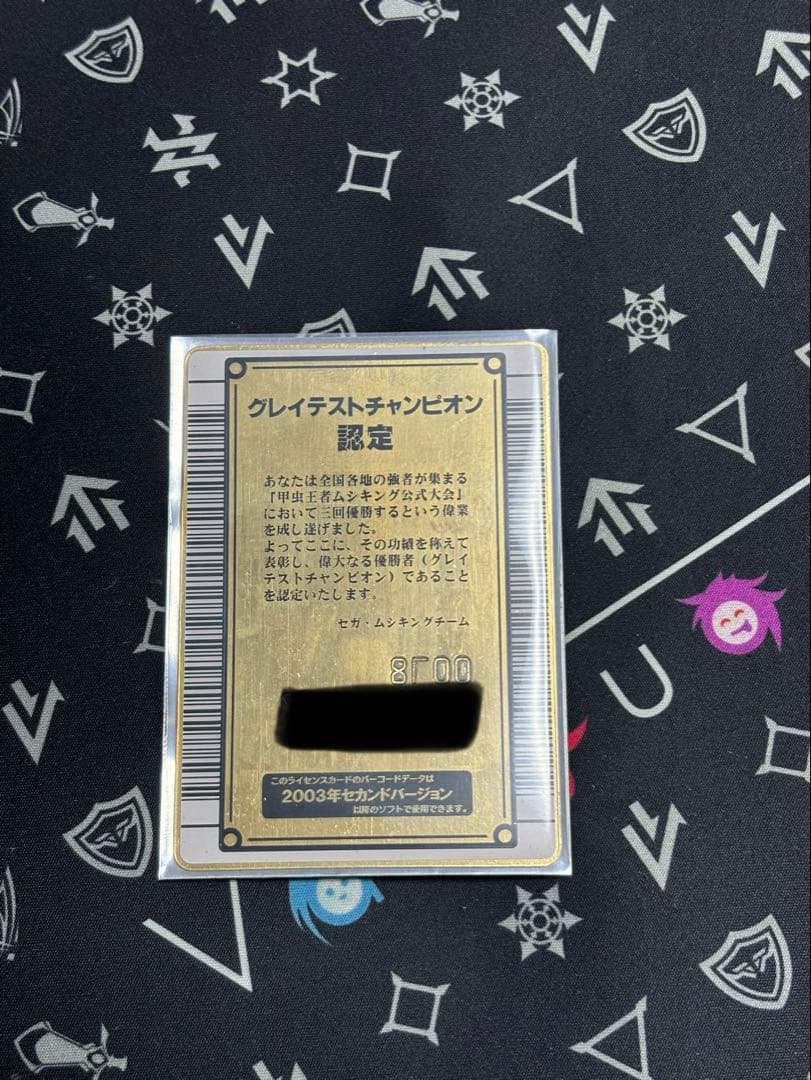 グレイテストチャンピオン
認定
あなたは全国各地の強者が集まる
「甲虫王者ムシキング公式大会」
において三回優勝するという偉業
を成し遂げました。
よってここに、その功績を称えて
表彰し、偉大なる優勝者(グレイ
テストチャンピオン)であること
を認定いたします。
セガ・ムシキングチーム
このライセンスカードのバーコードデータは
2003年セカンドバージョン
以降のソフトで使用できます。